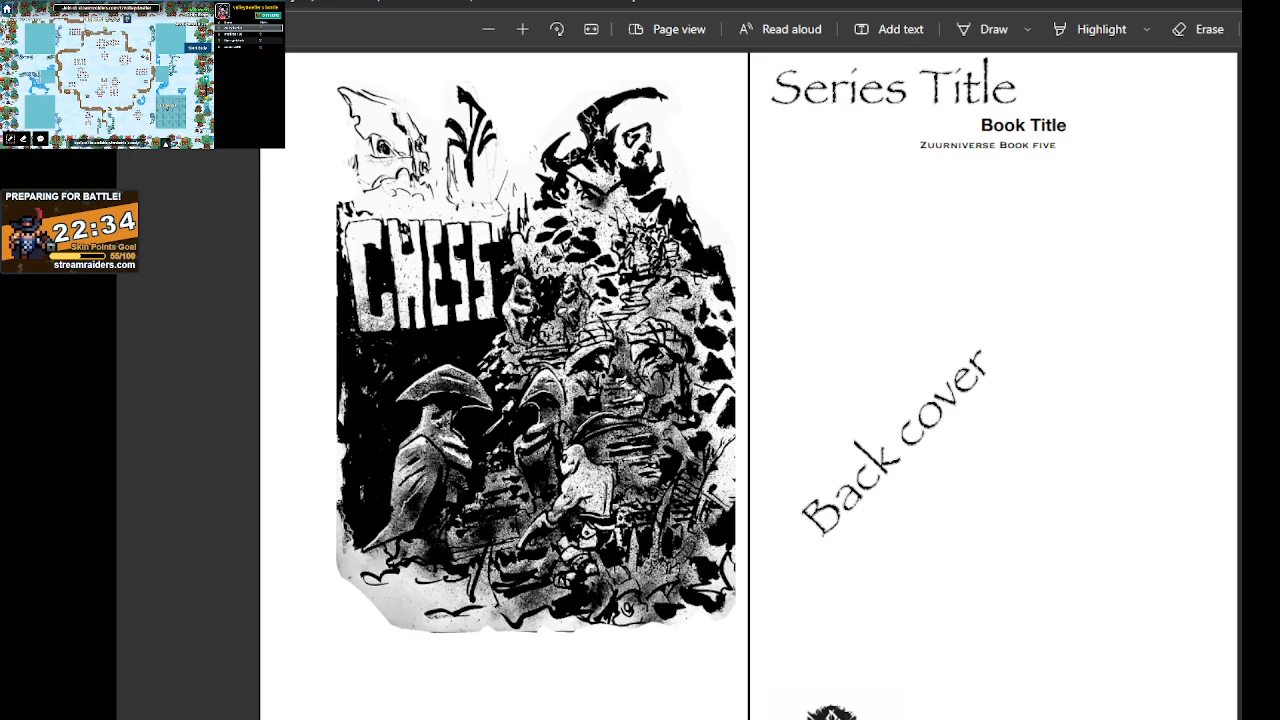 Page view
Read aloud
Add text
Draw
Highlight
Erase
PREPARING FOR BATTLE!
22:34
Skin Points Goal
55/100
streamraiders.com
CHESS
Series Title
Book Title
Zuurniverse Book five
Back cover